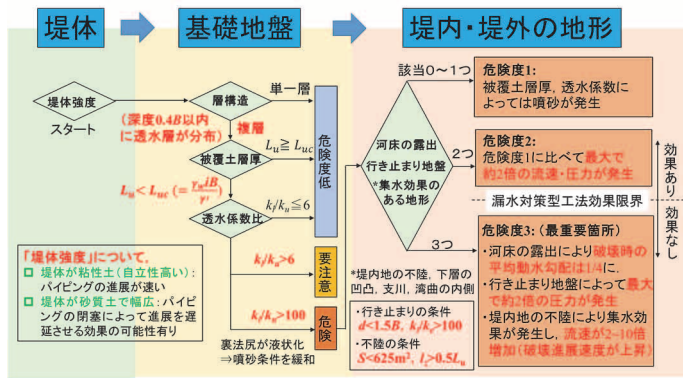 堤体
基礎地盤
堤内・堤外の地形
堤体強度
スタート
層構造
単一層
(深度0.4B以内
に透水層が分布)
複層
被覆土層厚
Lu≧Luc
Lu<Luc(=γwiB/γ')
透水係数比
kl/ku≦6
危険度低
kl/ku>6
要注意
kl/ku>100
危険
裏法尻が液状化
⇒噴砂条件を緩和
「堤体強度」について,
堤体が粘性土(自立性高い):
パイピングの進展が速い
堤体が砂質土で幅広:パイピ
ングの閉塞によって進展を遅
延させる効果の可能性有り
河床の露出
行き止まり地盤
*集水効果の
ある地形
該当0~1つ
2つ
3つ
*堤内地の不陸,下層の
凹凸,支川,湾曲の内側
・行き止まりの条件
d<1.5B, kl/ku>100
・不陸の条件
S<625m², lc>0.5Lu
危険度1:
被覆土層厚,透水係数に
よっては噴砂が発生
危険度2:
危険度1に比べて最大で
約2倍の流速・圧力が発生
漏水対策型工法効果限界
効果あり
効果なし
危険度3:(最重要箇所)
・河床の露出により破壊時の
平均動水勾配は1/4に.
・行き止まり地盤によって最大
で約2倍の圧力が発生
・堤内地の不陸により集水効
果が発生し,流速が2~10倍
増加(破壊進展速度が上昇)